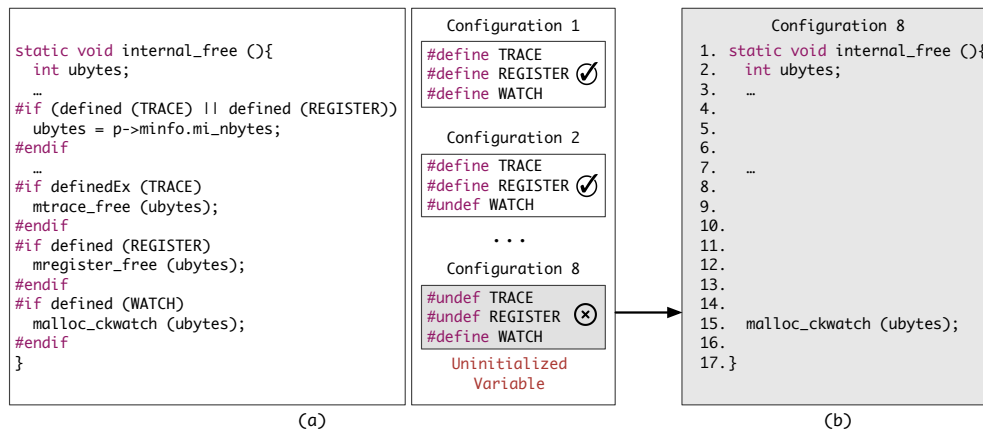 static void internal_free (){
int ubytes;
…
#if (defined (TRACE) || defined (REGISTER))
ubytes = p->minfo.mi_nbytes;
#endif
…
#if definedEx (TRACE)
mtrace_free (ubytes);
#endif
#if defined (REGISTER)
mregister_free (ubytes);
#endif
#if defined (WATCH)
malloc_ckwatch (ubytes);
#endif
}
(a)
Configuration 1
#define TRACE
#define REGISTER
#define WATCH
Configuration 2
#define TRACE
#define REGISTER
#undef WATCH
...
Configuration 8
#undef TRACE
#undef REGISTER
#define WATCH
Uninitialized
Variable
Configuration 8
1. static void internal_free (){
2. int ubytes;
3. …
4.
5.
6.
7. …
8.
9.
10.
11.
12.
13.
14.
15. malloc_ckwatch (ubytes);
16.
17.}
(b)